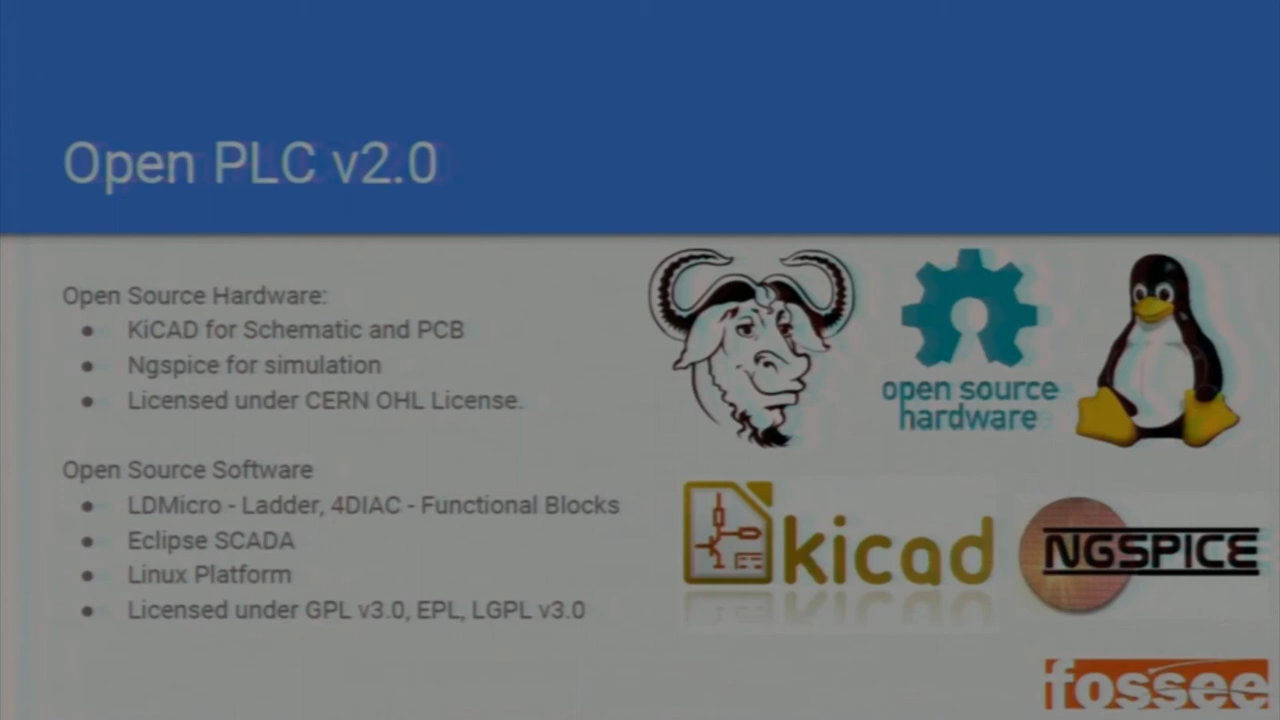 Open PLC v2.0
Open Source Hardware:
● KiCAD for Schematic and PCB
● Ngspice for simulation
● Licensed under CERN OHL License.
Open Source Software
● LDMicro - Ladder, 4DIAC - Functional Blocks
● Eclipse SCADA
● Linux Platform
● Licensed under GPL v3.0, EPL, LGPL v3.0
open source
hardware
kicad
NGSPICE
fossee